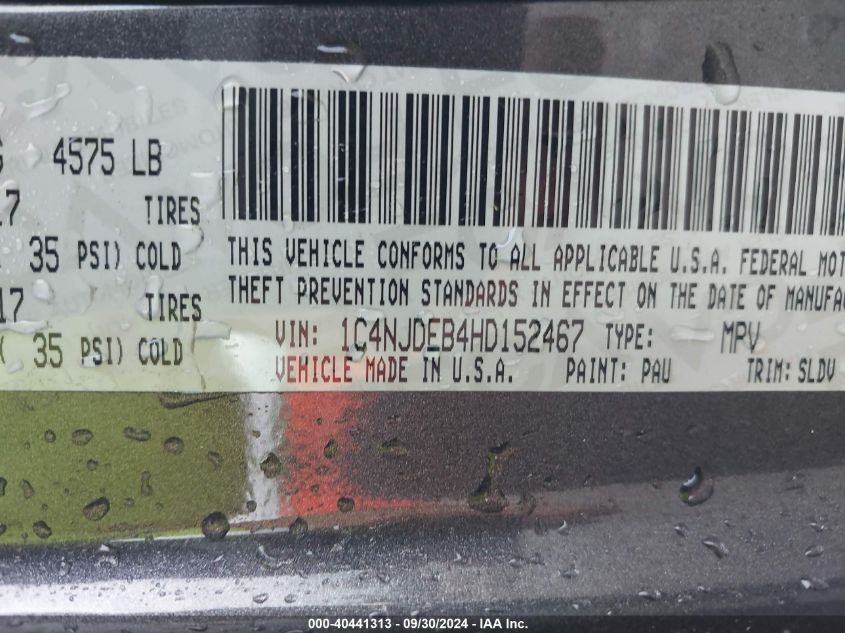 G 4575 LB
17 TIRES
35 PSI) COLD
17 TIRES
( 35 PSI) COLD
THIS VEHICLE CONFORMS TO ALL APPLICABLE U.S.A. FEDERAL MOT
THEFT PREVENTION STANDARDS IN EFFECT ON THE DATE OF MANUFA
VIN: 1C4NJDEB4HD152467 TYPE: MPV
VEHICLE MADE IN U.S.A. PAINT: PAU TRIM: SLDV
000-40441313 - 09/30/2024 - IAA Inc.